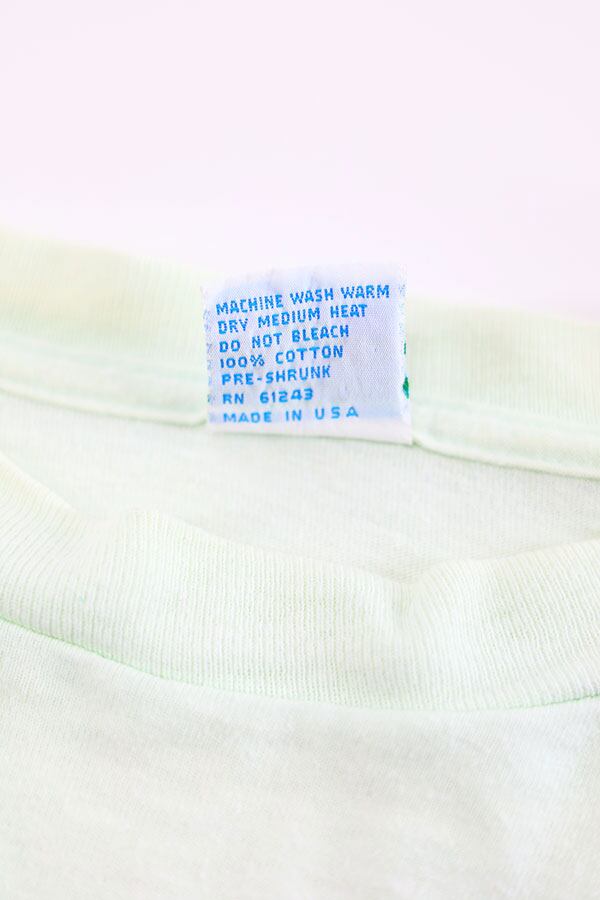 MACHINE WASH WARM
DRY MEDIUM HEAT
DO NOT BLEACH
100% COTTON
PRE-SHRUNK
RN 61243
MADE IN USA